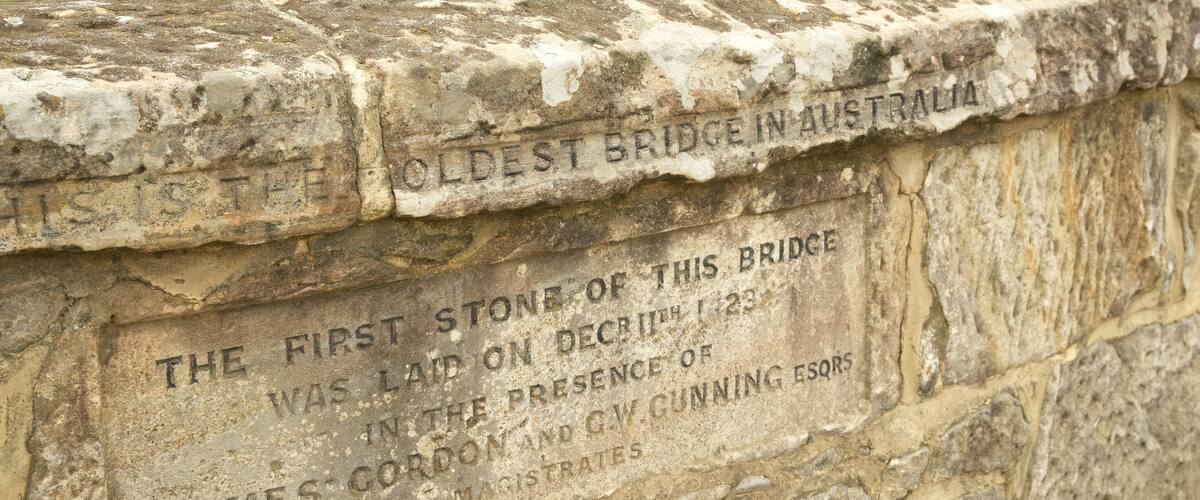 HIS IS THE OLDEST BRIDGE IN AUSTRALIA
THE FIRST STONE OF THIS BRIDGE
WAS LAID ON DECR 11TH 1823
IN THE PRESENCE OF
MES GORDON AND G.W. GUNNING ESQRS
MAGISTRATES